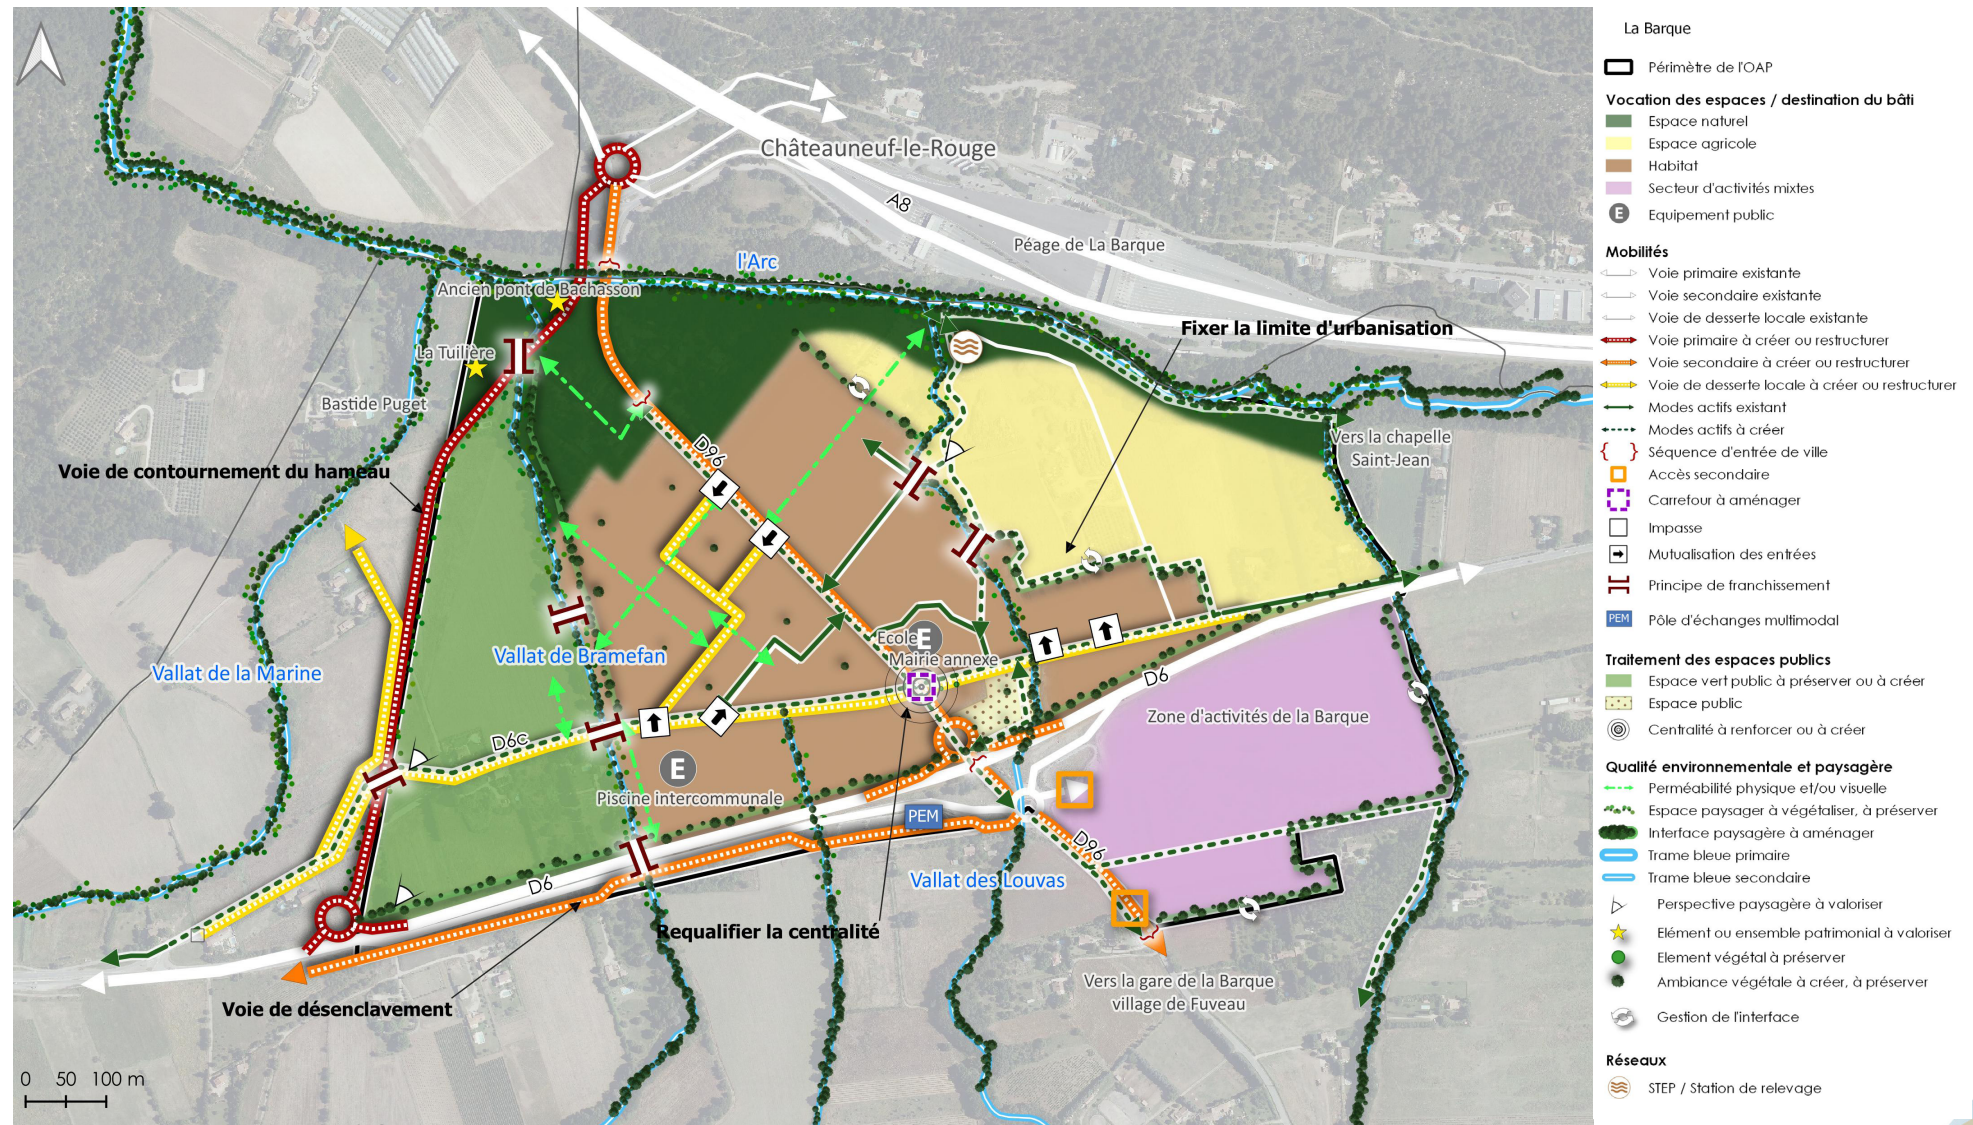 Châteauneuf-le-Rouge
A8
Péage de La Barque
l'Arc
Ancien pont de Bachasson
Fixer la limite d'urbanisation
La Tuilière
Bastide Puget
D96
Vers la chapelle
Saint-Jean
Voie de contournement du hameau
Ecole
E
Mairie annexe
Vallat de Bramefan
Vallat de la Marine
D6
Zone d'activités de la Barque
D6c
E
Piscine intercommunale
PEM
D96
D6
Vallat des Louvas
Requalifier la centralité
Vers la gare de la Barque
village de Fuveau
Voie de désenclavement
0 50 100 m
La Barque
Périmètre de l'OAP
Vocation des espaces / destination du bâti
Espace naturel
Espace agricole
Habitat
Secteur d'activités mixtes
E Equipement public
Mobilités
Voie primaire existante
Voie secondaire existante
Voie de desserte locale existante
Voie primaire à créer ou restructurer
Voie secondaire à créer ou restructurer
Voie de desserte locale à créer ou restructurer
Modes actifs existant
Modes actifs à créer
Séquence d'entrée de ville
Accès secondaire
Carrefour à aménager
Impasse
Mutualisation des entrées
Principe de franchissement
PEM Pôle d'échanges multimodal
Traitement des espaces publics
Espace vert public à préserver ou à créer
Espace public
Centralité à renforcer ou à créer
Qualité environnementale et paysagère
Perméabilité physique et/ou visuelle
Espace paysager à végétaliser, à préserver
Interface paysagère à aménager
Trame bleue primaire
Trame bleue secondaire
Perspective paysagère à valoriser
Elément ou ensemble patrimonial à valoriser
Element végétal à préserver
Ambiance végétale à créer, à préserver
Gestion de l'interface
Réseaux
STEP / Station de relevage